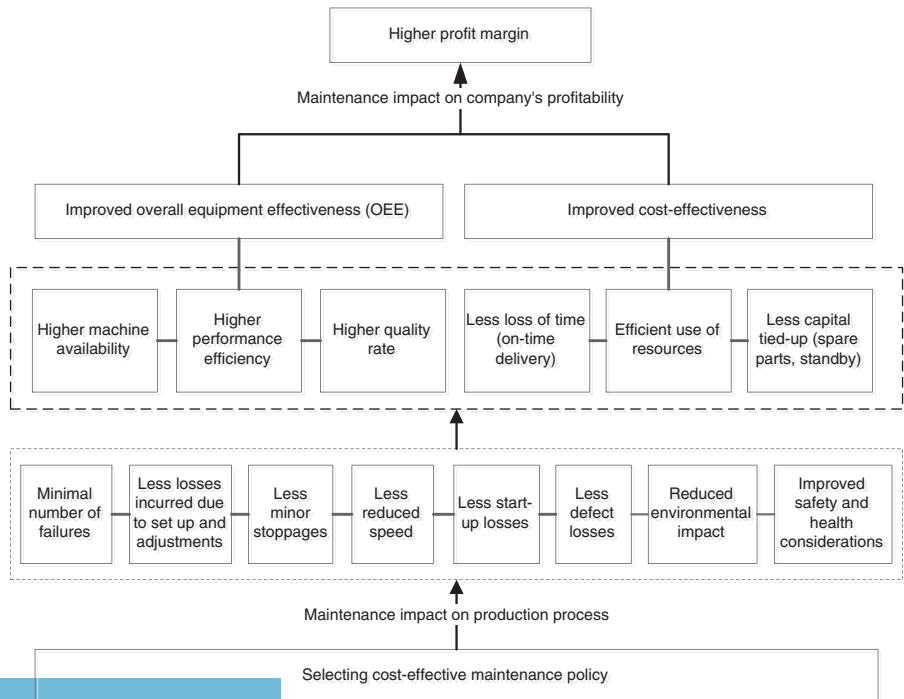 Higher profit margin
Maintenance impact on company's profitability
Improved overall equipment effectiveness (OEE)
Improved cost-effectiveness
Higher machine
availability
Higher
performance
efficiency
Higher quality
rate
Less loss of time
(on-time
delivery)
Efficient use of
resources
Less capital
tied-up (spare
parts, standby)
Minimal
number of
failures
Less losses
incurred due
to set up and
adjustments
Less
minor
stoppages
Less
reduced
speed
Less start-
up losses
Less
defect
losses
Reduced
environmental
impact
Improved
safety and
health
considerations
Maintenance impact on production process
Selecting cost-effective maintenance policy